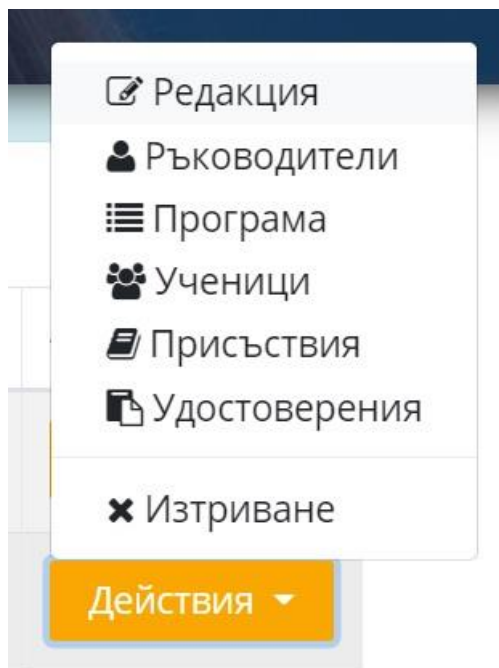 Редакция
Ръководители
Програма
Ученици
Присъствия
Удостоверения
Изтриване
Действия